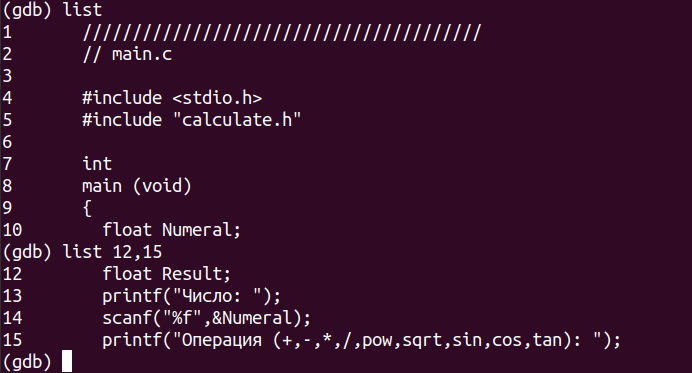 (gdb) list
1 ////////////////////////////////////////
2 // main.c
3
4 #include <stdio.h>
5 #include "calculate.h"
6
7 int
8 main (void)
9 {
10 float Numeral;
(gdb) list 12,15
12 float Result;
13 printf("Число: ");
14 scanf("%f",&Numeral);
15 printf("Операция (+,-,*,/,pow,sqrt,sin,cos,tan): ");
(gdb)